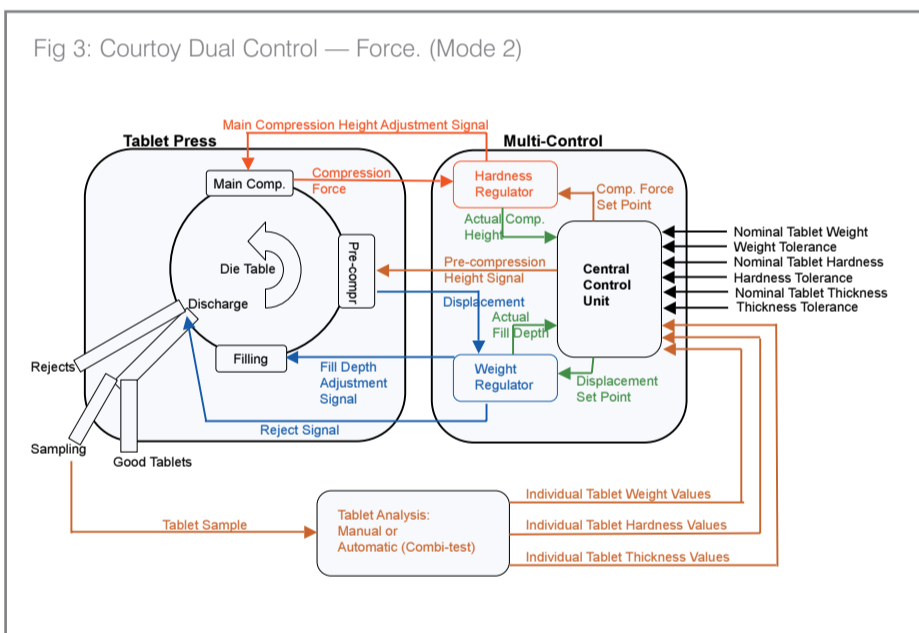 Fig 3: Courtoy Dual Control — Force. (Mode 2)
Main Compression Height Adjustment Signal
Tablet Press
Multi-Control
Main Comp.
Compression
Force
Hardness
Regulator
Comp. Force
Set Point
Actual Comp.
Height
Nominal Tablet Weight
Weight Tolerance
Nominal Tablet Hardness
Hardness Tolerance
Nominal Tablet Thickness
Thickness Tolerance
Die Table
Pre-compr
Pre-compression
Height Signal
Central
Control
Unit
Discharge
Displacement
Actual
Fill Depth
Rejects
Filling
Fill Depth
Adjustment
Signal
Weight
Regulator
Displacement
Set Point
Reject Signal
Sampling
Good Tablets
Tablet Sample
Tablet Analysis:
Manual or
Automatic (Combi-test)
Individual Tablet Weight Values
Individual Tablet Hardness Values
Individual Tablet Thickness Values